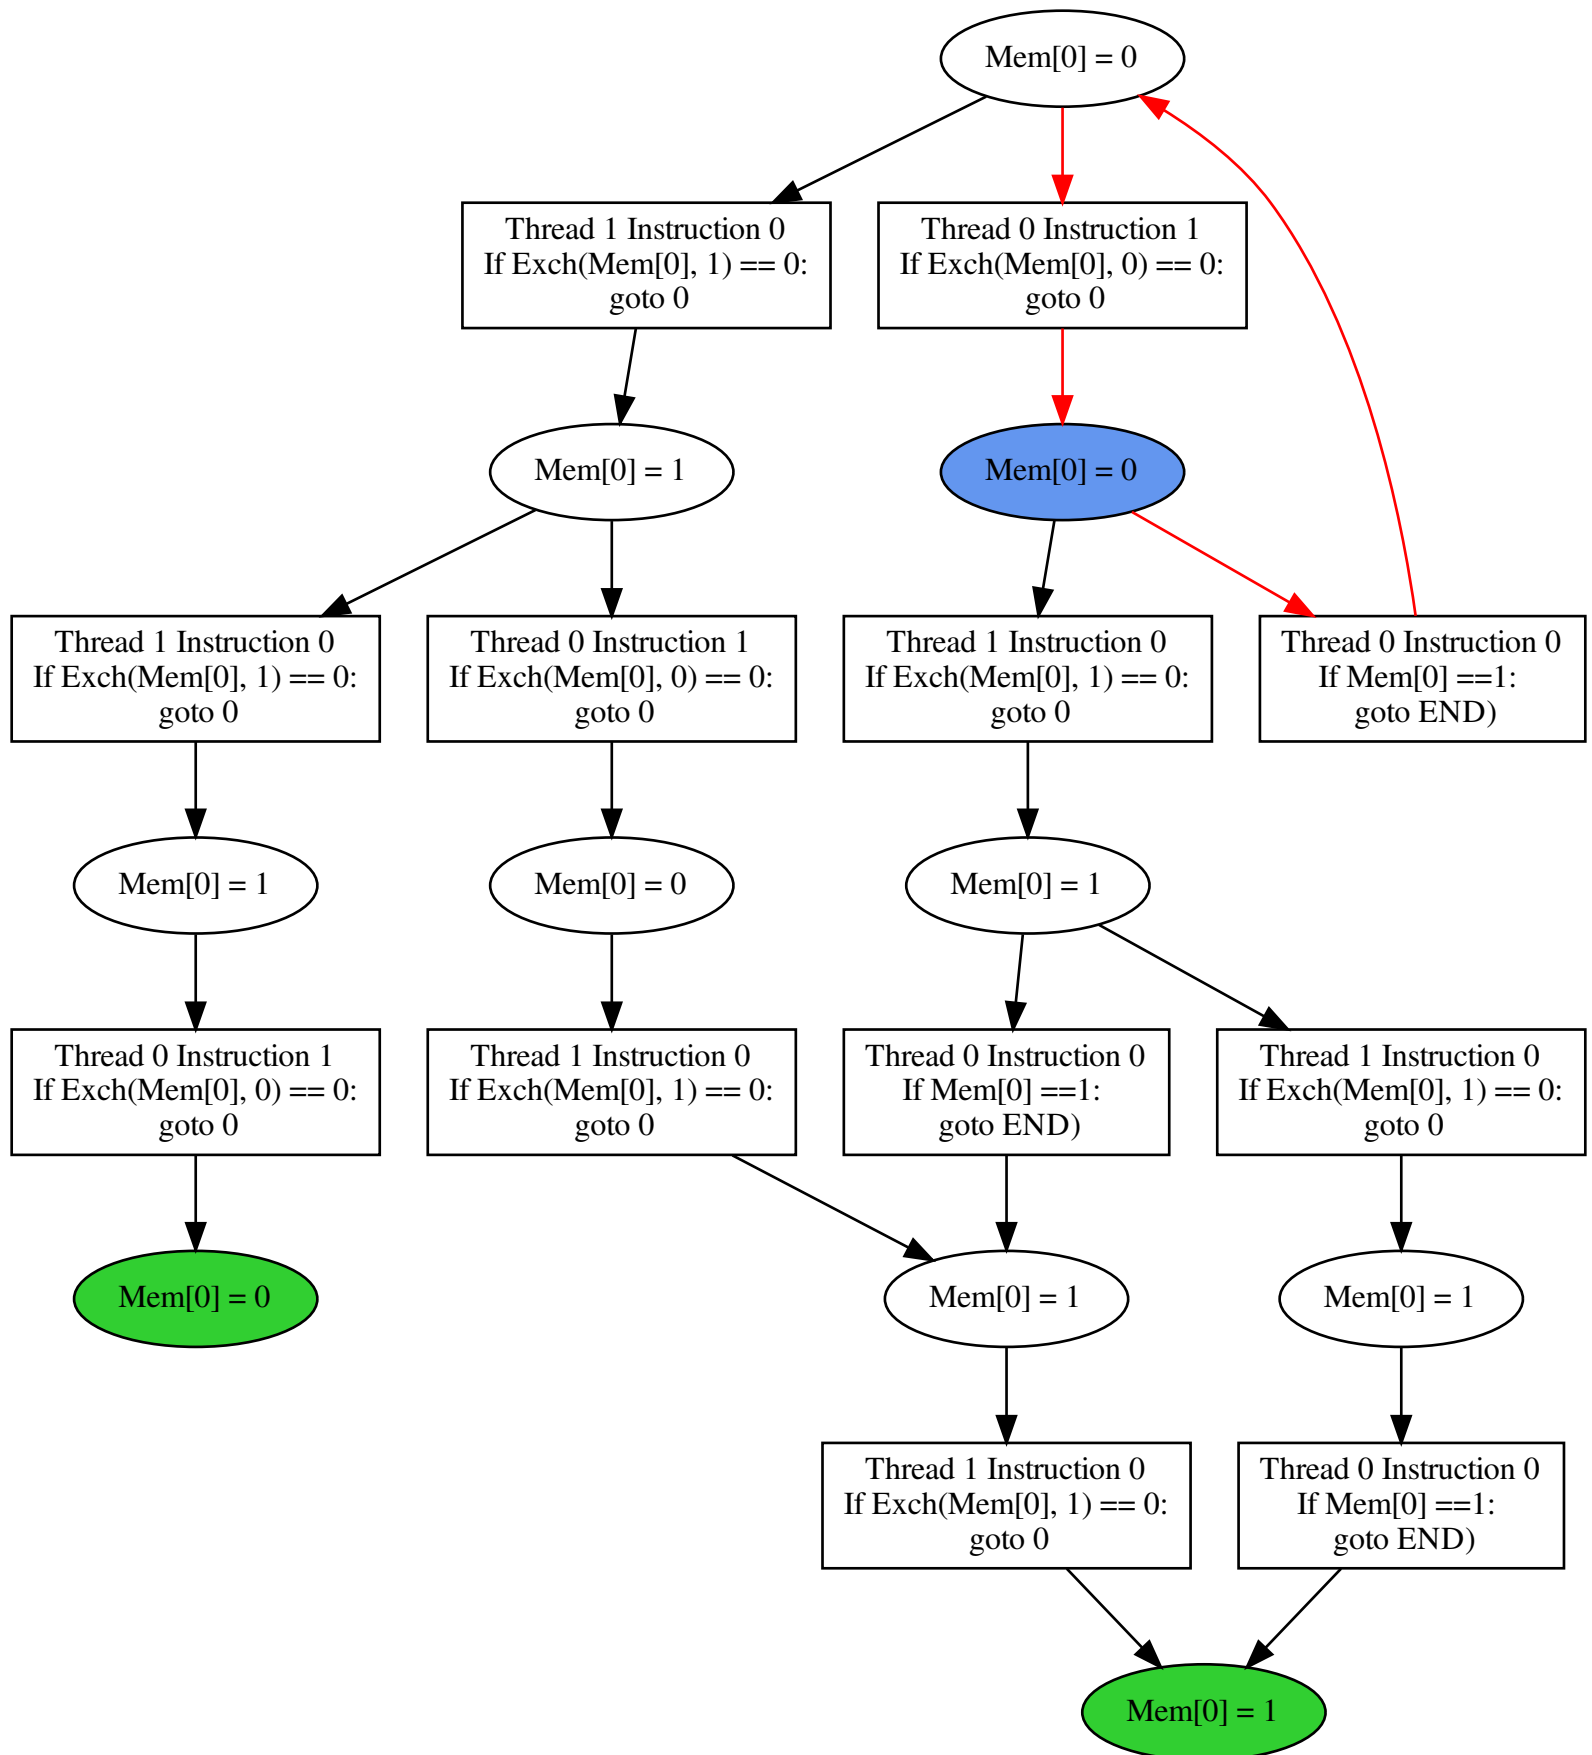 Mem[0] = 0
Thread 1 Instruction 0
If Exch(Mem[0], 1) == 0:
goto 0
Thread 0 Instruction 1
If Exch(Mem[0], 0) == 0:
goto 0
Mem[0] = 1
Mem[0] = 0
Thread 1 Instruction 0
If Exch(Mem[0], 1) == 0:
goto 0
Thread 0 Instruction 1
If Exch(Mem[0], 0) == 0:
goto 0
Thread 1 Instruction 0
If Exch(Mem[0], 1) == 0:
goto 0
Thread 0 Instruction 0
If Mem[0] ==1:
goto END)
Mem[0] = 1
Mem[0] = 0
Mem[0] = 1
Thread 0 Instruction 1
If Exch(Mem[0], 0) == 0:
goto 0
Thread 1 Instruction 0
If Exch(Mem[0], 1) == 0:
goto 0
Thread 0 Instruction 0
If Mem[0] ==1:
goto END)
Thread 1 Instruction 0
If Exch(Mem[0], 1) == 0:
goto 0
Mem[0] = 0
Mem[0] = 1
Mem[0] = 1
Thread 1 Instruction 0
If Exch(Mem[0], 1) == 0:
goto 0
Thread 0 Instruction 0
If Mem[0] ==1:
goto END)
Mem[0] = 1